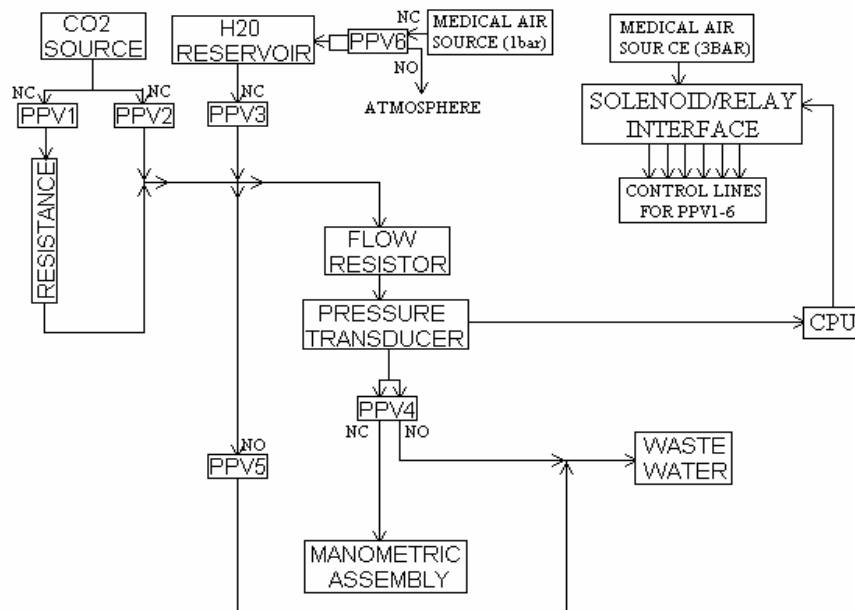 CO2
SOURCE
H20
RESERVOIR
NC
PPV6
NO
MEDICAL AIR
SOURCE (1bar)
ATMOSPHERE
MEDICAL AIR
SOUR CE (3BAR)
NC
PPV1
NC
PPV2
NC
PPV3
SOLENOID/RELAY
INTERFACE
CONTROL LINES
FOR PPV1-6
RESISTANCE
FLOW
RESISTOR
PRESSURE
TRANSDUCER
CPU
PPV4
NC
NO
NO
PPV5
WASTE
WATER
MANOMETRIC
ASSEMBLY